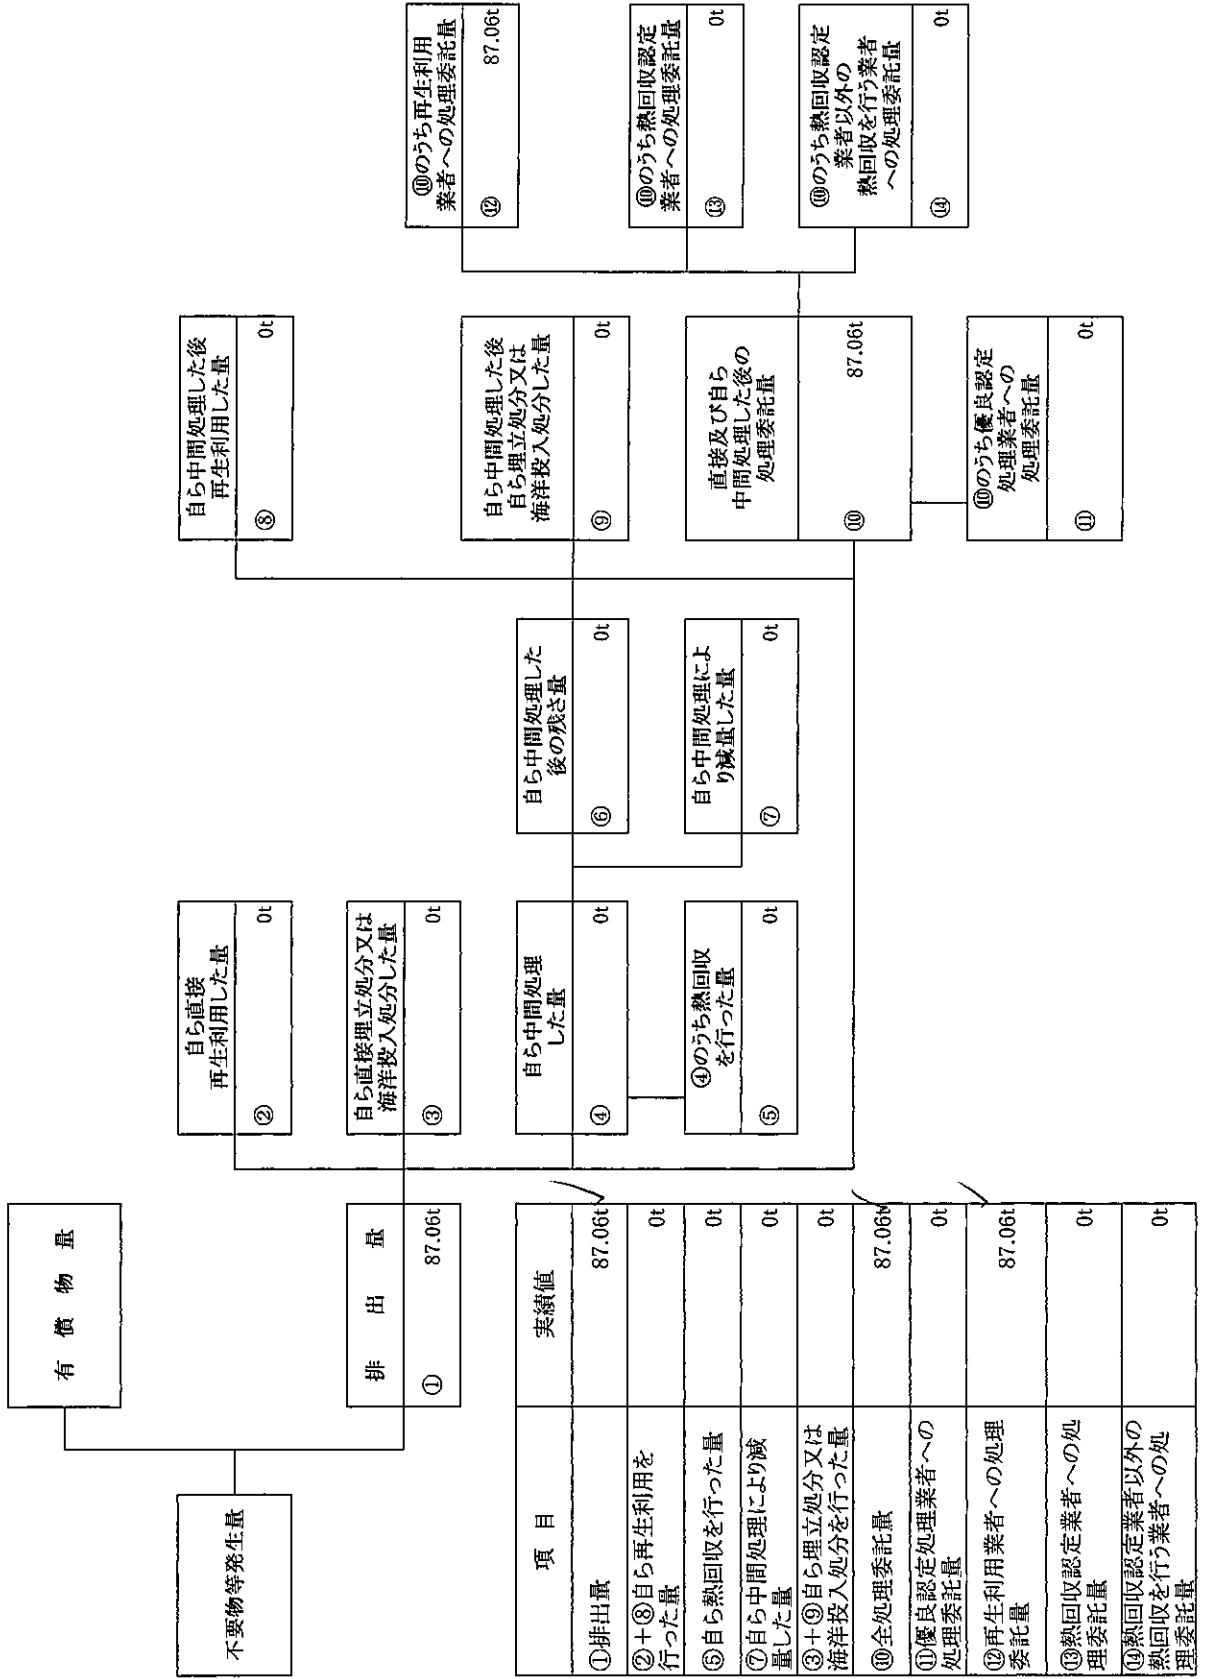 不要物等発生量
有 償 物 量
排 出 量
① 87.06t
自ら直接
再生利用した量
② 0t
自ら直接埋立処分又は
海洋投入処分した量
③ 0t
自ら中間処理
した量
④ 0t
④のうち熱回収
を行った量
⑤ 0t
自ら中間処理した
後の残さ量
⑥ 0t
自ら中間処理によ
り減量した量
⑦ 0t
自ら中間処理した後
再生利用した量
⑧ 0t
自ら中間処理した後
自ら埋立処分又は
海洋投入処分した量
⑨ 0t
直接及び自ら
中間処理した後の
処理委託量
⑩ 87.06t
⑩のうち優良認定
処理業者への
処理委託量
⑪ 0t
⑩のうち再生利用
業者への処理委託量
⑫ 87.06t
⑩のうち熱回収認定
業者への処理委託量
⑬ 0t
⑩のうち熱回収認定
業者以外の
熱回収を行う業者
への処理委託量
⑭ 0t
項 目 実績値
①排出量 87.06t
②+⑧自ら再生利用を
行った量 0t
⑤自ら熱回収を行った量 0t
⑦自ら中間処理により減
量した量 0t
③+⑨自ら埋立処分又は
海洋投入処分を行った量 0t
⑩全処理委託量 87.06t
⑪優良認定処理業者への
処理委託量 0t
⑫再生利用業者への処理
委託量 87.06t
⑬熱回収認定業者への処
理委託量 0t
⑭熱回収認定業者以外の
熱回収を行う業者への処
理委託量 0t